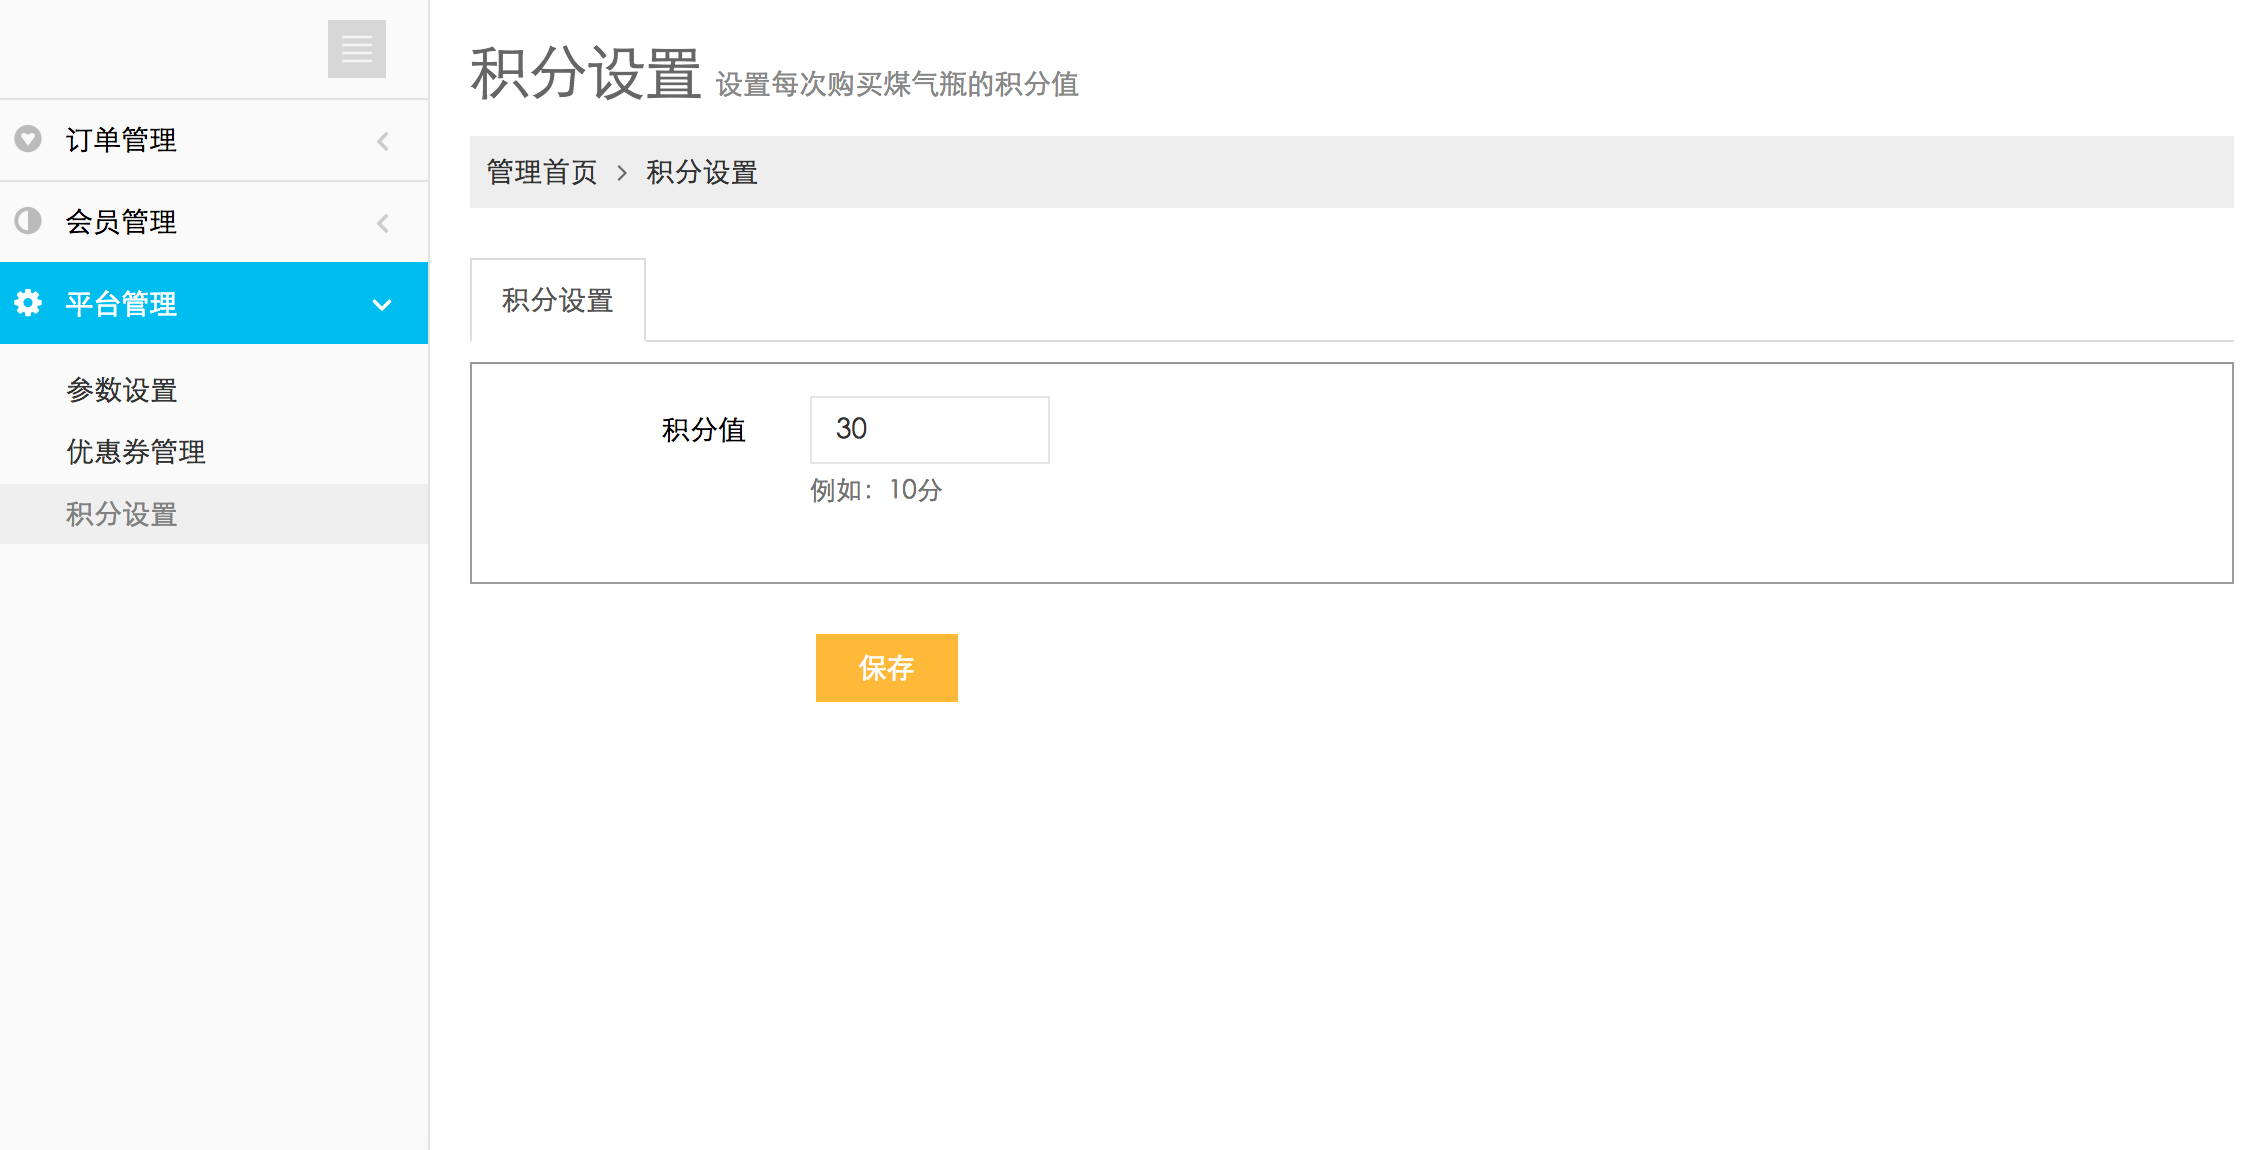 订单管理
会员管理
平台管理
参数设置
优惠券管理
积分设置
积分设置 设置每次购买煤气瓶的积分值
管理首页 > 积分设置
积分设置
积分值 30
例如：10分
保存